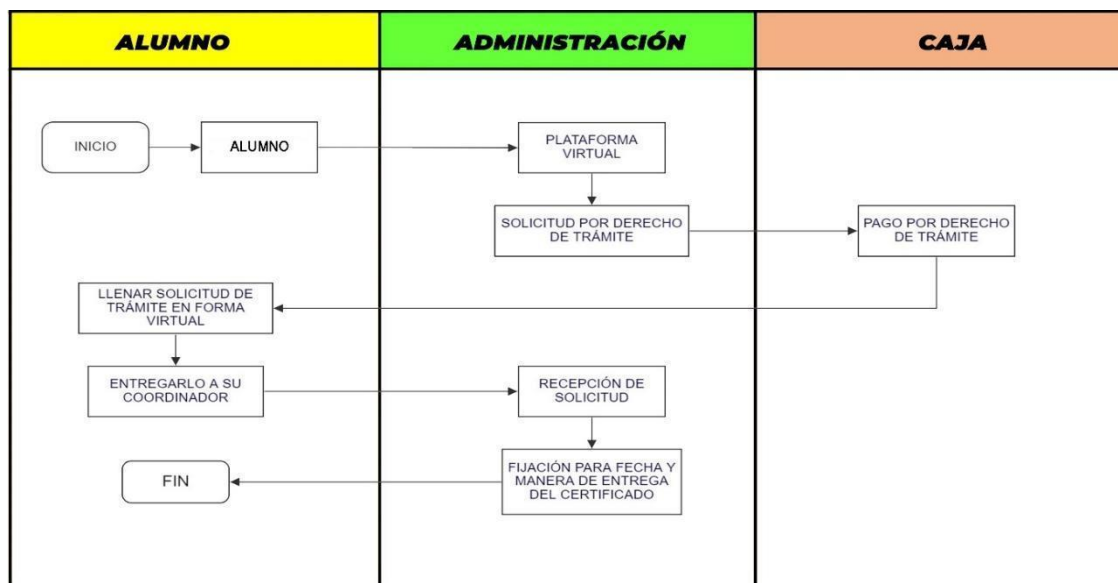 ALUMNO
ADMINISTRACIÓN
CAJA
INICIO
ALUMNO
PLATAFORMA
VIRTUAL
SOLICITUD POR DERECHO
DE TRÁMITE
PAGO POR DERECHO
DE TRÁMITE
LLENAR SOLICITUD DE
TRÁMITE EN FORMA
VIRTUAL
ENTREGARLO A SU
COORDINADOR
RECEPCIÓN DE
SOLICITUD
FIJACIÓN PARA FECHA Y
MANERA DE ENTREGA
DEL CERTIFICADO
FIN